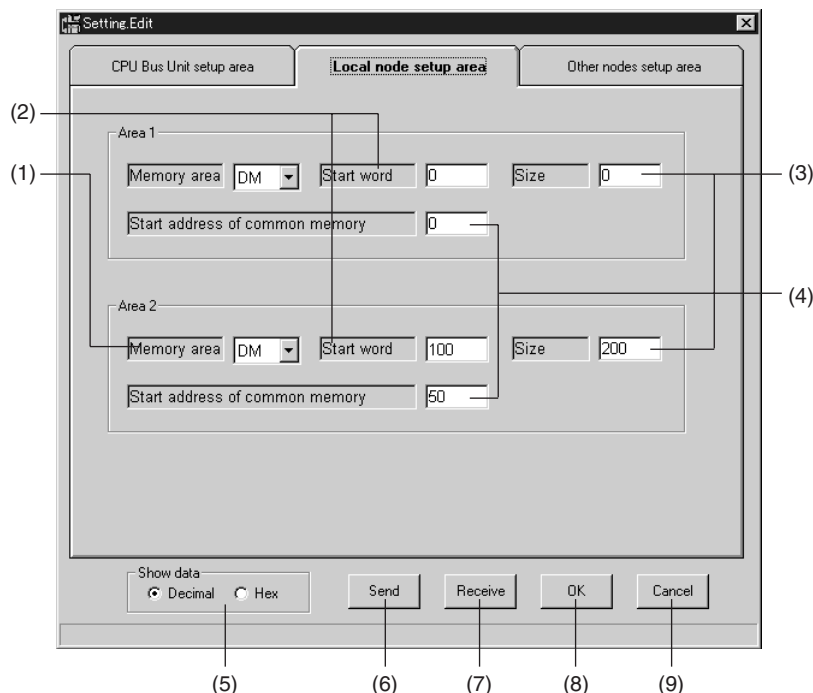 Setting.Edit
CPU Bus Unit setup area Local node setup area Other nodes setup area
(2)
Area 1
(1) Memory area DM Start word 0 Size 0 (3)
Start address of common memory 0
(4)
Area 2
Memory area DM Start word 100 Size 200
Start address of common memory 50
Show data
Decimal Hex Send Receive OK Cancel
(5) (6) (7) (8) (9)